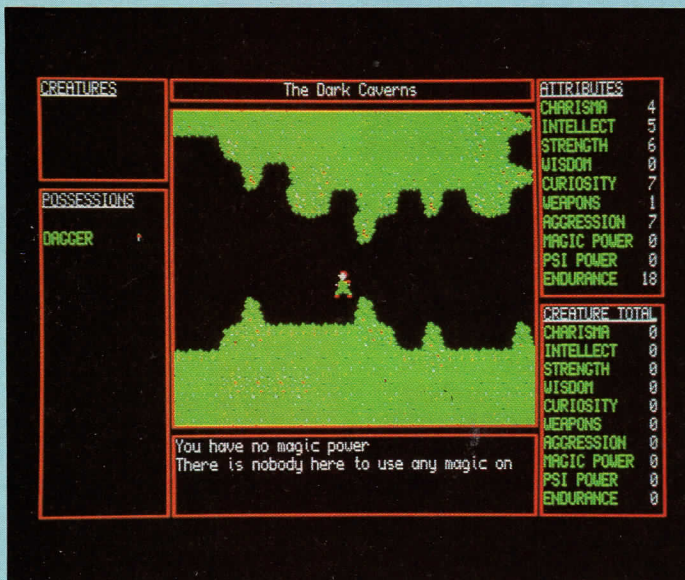 CREATURES
POSSESSIONS
DAGGER
The Dark Caverns
You have no magic power
There is nobody here to use any magic on
ATTRIBUTES
CHARISMA 4
INTELLECT 5
STRENGTH 6
WISDOM 0
CURIOSITY 7
WEAPONS 1
AGGRESSION 7
MAGIC POWER 0
PSI POWER 0
ENDURANCE 18
CREATURE TOTAL
CHARISMA 0
INTELLECT 0
STRENGTH 0
WISDOM 0
CURIOSITY 0
WEAPONS 0
AGGRESSION 0
MAGIC POWER 0
PSI POWER 0
ENDURANCE 0